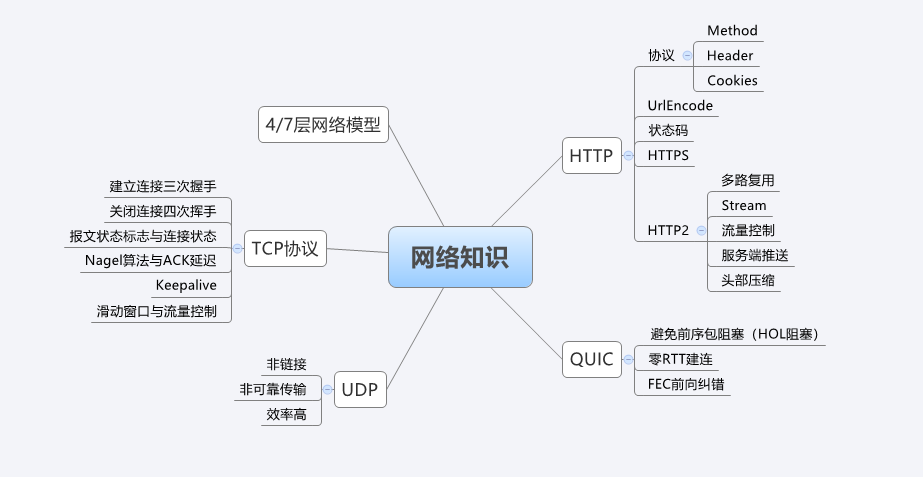 网络知识
4/7层网络模型
TCP协议
建立连接三次握手
关闭连接四次挥手
报文状态标志与连接状态
Nagel算法与ACK延迟
Keepalive
滑动窗口与流量控制
UDP
非链接
非可靠传输
效率高
HTTP
协议
Method
Header
Cookies
UrlEncode
状态码
HTTPS
HTTP2
多路复用
Stream
流量控制
服务端推送
头部压缩
QUIC
避免前序包阻塞（HOL阻塞）
零RTT建连
FEC前向纠错